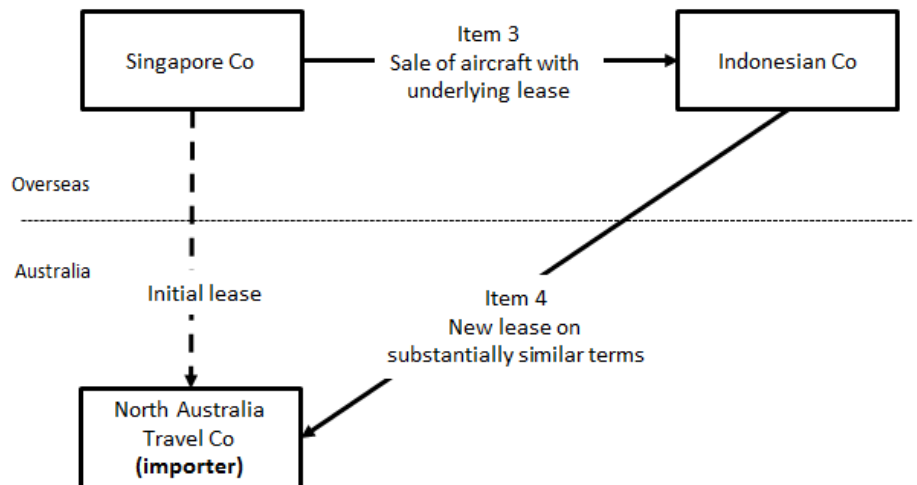 Singapore Co
Item 3
Sale of aircraft with
underlying lease
Indonesian Co
Overseas
Australia
Initial lease
Item 4
New lease on
substantially similar terms
North Australia
Travel Co
(importer)